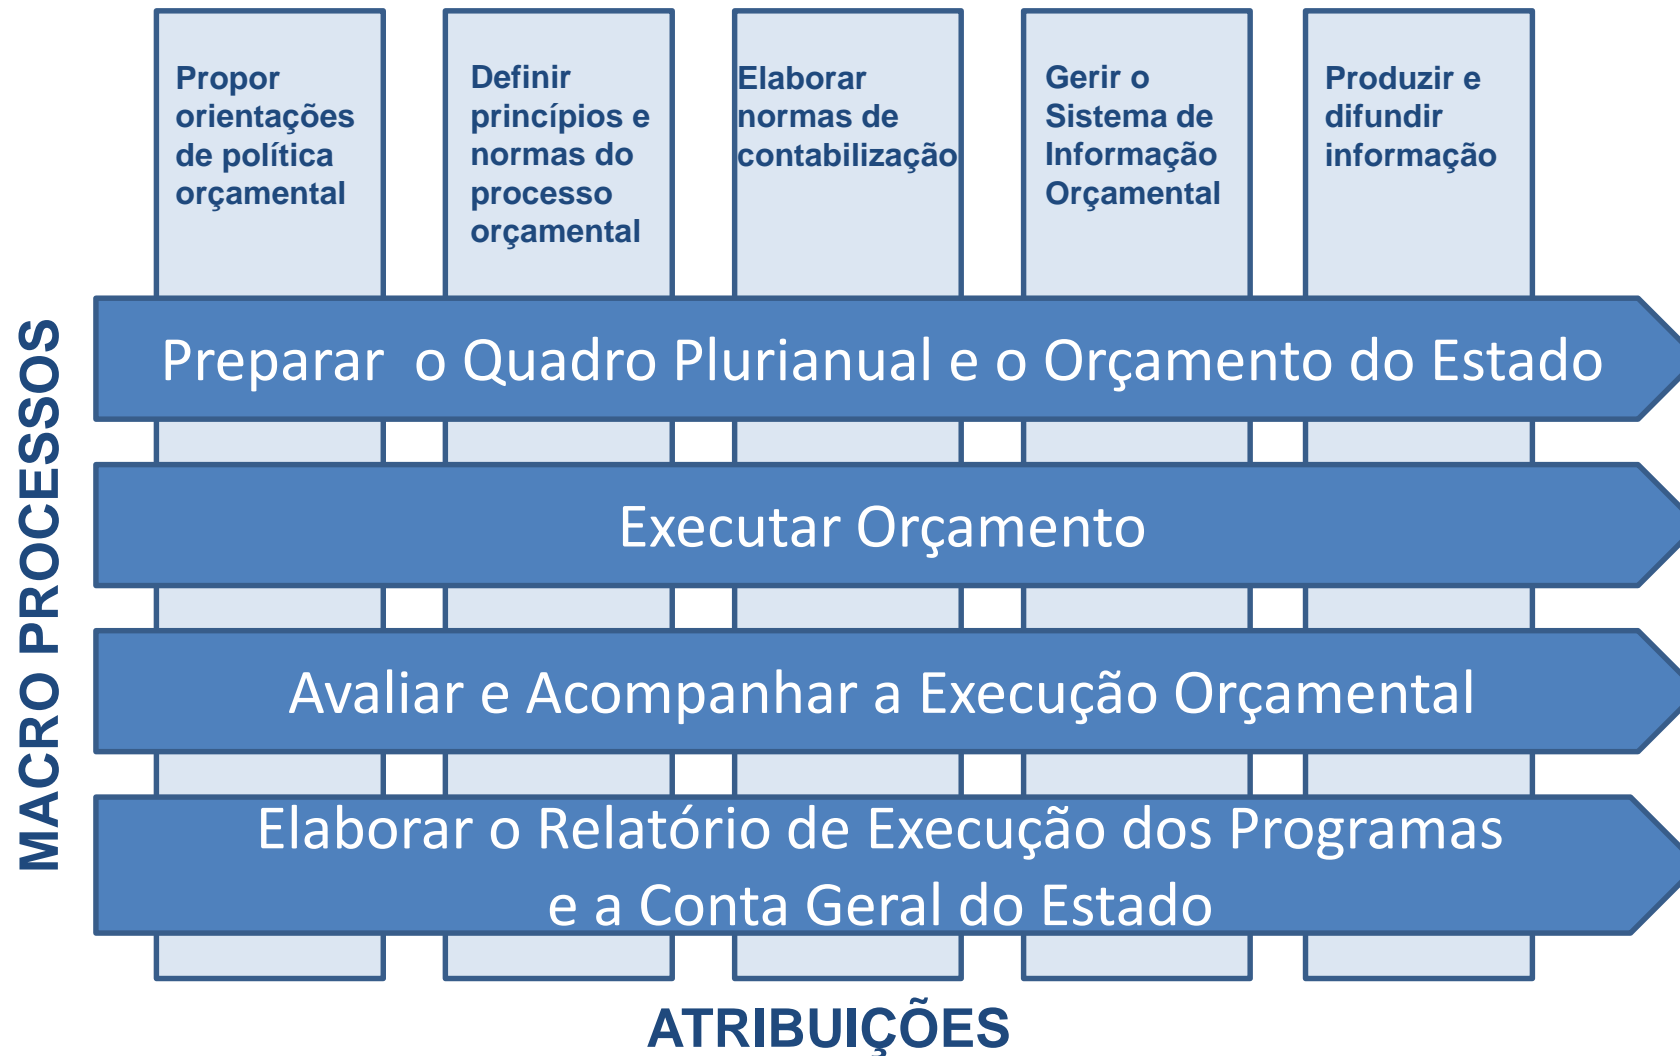 Propor
orientações
de política
orçamental
Definir
princípios e
normas do
processo
orçamental
Elaborar
normas de
contabilização
Gerir o
Sistema de
Informação
Orçamental
Produzir e
difundir
informação
MACRO PROCESSOS
Preparar  o Quadro Plurianual e o Orçamento do Estado
Executar Orçamento
Avaliar e Acompanhar a Execução Orçamental
Elaborar o Relatório de Execução dos Programas
e a Conta Geral do Estado
ATRIBUIÇÕES